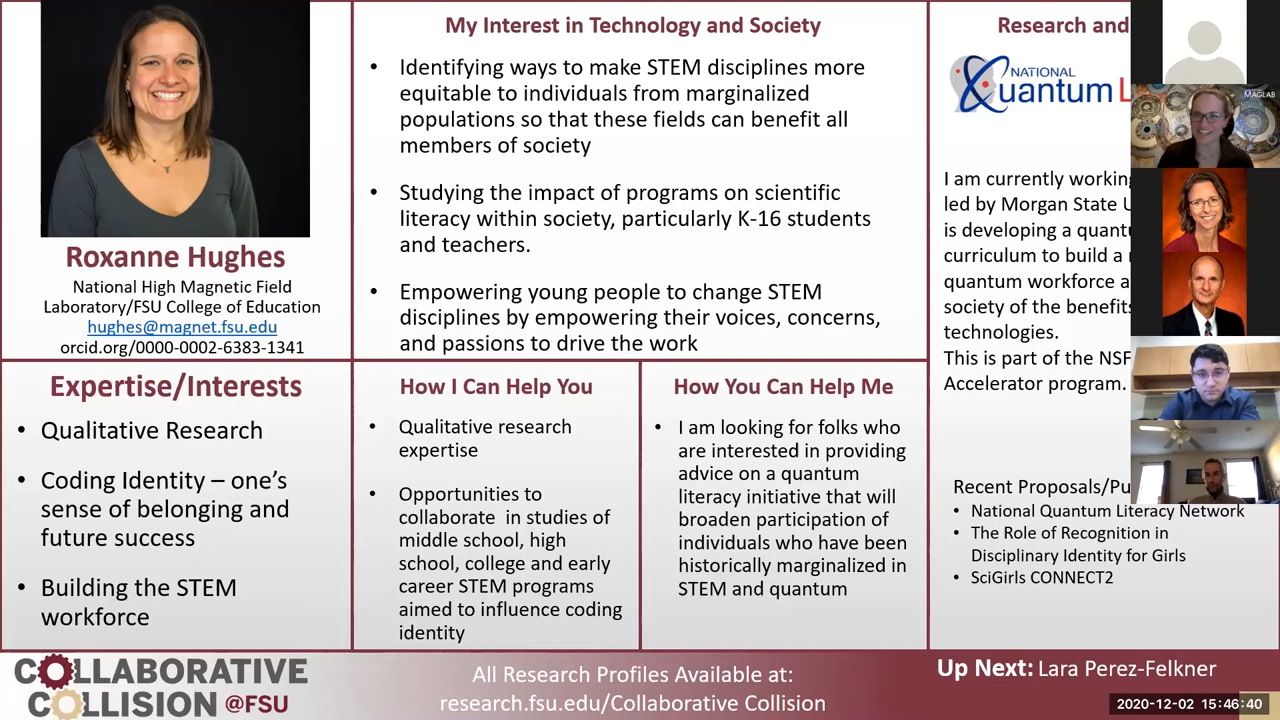 Roxanne Hughes
National High Magnetic Field
Laboratory/FSU College of Education
hughes@magnet.fsu.edu
orcid.org/0000-0002-6383-1341
My Interest in Technology and Society
• Identifying ways to make STEM disciplines more
equitable to individuals from marginalized
populations so that these fields can benefit all
members of society
• Studying the impact of programs on scientific
literacy within society, particularly K-16 students
and teachers.
• Empowering young people to change STEM
disciplines by empowering their voices, concerns,
and passions to drive the work
Research and
NATIONAL
Quantum L
I am currently working
led by Morgan State U
is developing a quant
curriculum to build a
quantum workforce a
society of the benefits
technologies.
This is part of the NSF
Accelerator program.
MAGLAB
Expertise/Interests
• Qualitative Research
• Coding Identity – one's
sense of belonging and
future success
• Building the STEM
workforce
How I Can Help You
• Qualitative research
expertise
• Opportunities to
collaborate in studies of
middle school, high
school, college and early
career STEM programs
aimed to influence coding
identity
How You Can Help Me
• I am looking for folks who
are interested in providing
advice on a quantum
literacy initiative that will
broaden participation of
individuals who have been
historically marginalized in
STEM and quantum
Recent Proposals/Pu
• National Quantum Literacy Network
• The Role of Recognition in
Disciplinary Identity for Girls
• SciGirls CONNECT2
COLLABORATIVE
COLLISION @FSU
All Research Profiles Available at:
research.fsu.edu/Collaborative Collision
Up Next: Lara Perez-Felkner
2020-12-02 15:46:40